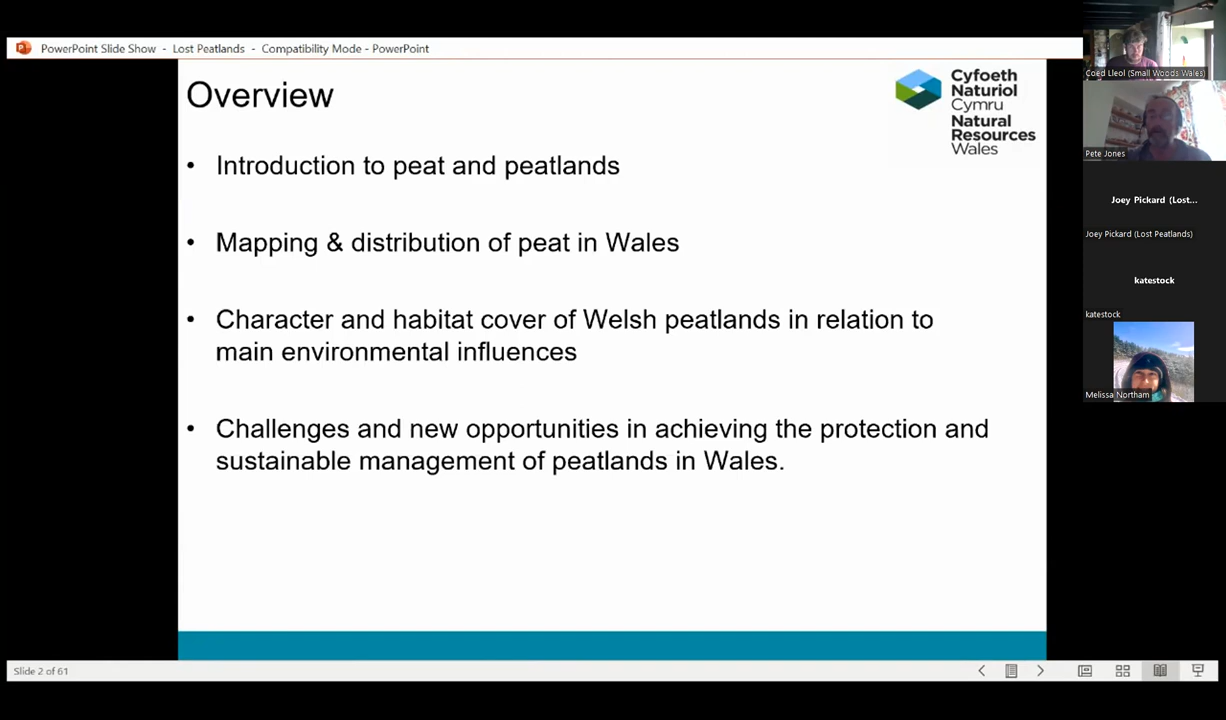 PowerPoint Slide Show - Lost Peatlands - Compatibility Mode - PowerPoint
Overview
Cyfoeth
Naturiol
Cymru
Natural
Resources
Wales
• Introduction to peat and peatlands
• Mapping & distribution of peat in Wales
• Character and habitat cover of Welsh peatlands in relation to
main environmental influences
• Challenges and new opportunities in achieving the protection and
sustainable management of peatlands in Wales.
Slide 2 of 61
Coed Lleol (Small Woods Wales)
Pete Jones
Joey Pickard (Lost...
Joey Pickard (Lost Peatlands)
katestock
katestock
Melissa Northam